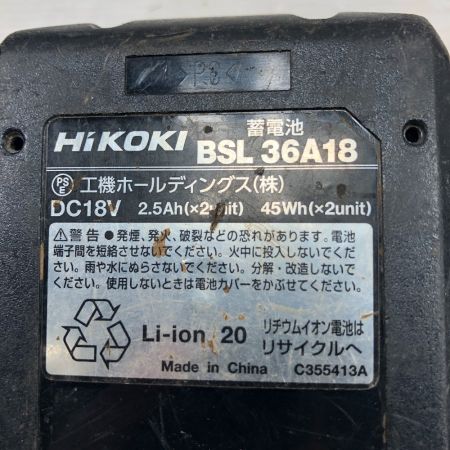 HiKOKI
蓄電池
BSL 36A18
PS
E
工機ホールディングス(株)
DC18V 2.5Ah(×2unit) 45Wh(×2unit)
⚠警告 ●発煙、発火、破裂などの恐れがあります。電池
端子間を短絡させないでください。火中に投入しないでくだ
さい。雨や水にぬらさないでください。分解・改造しないで
ください。使用しないときは電池カバーをかぶせてください。
Li-ion 20
リチウムイオン電池は
リサイクルへ
Made in China
C355413A